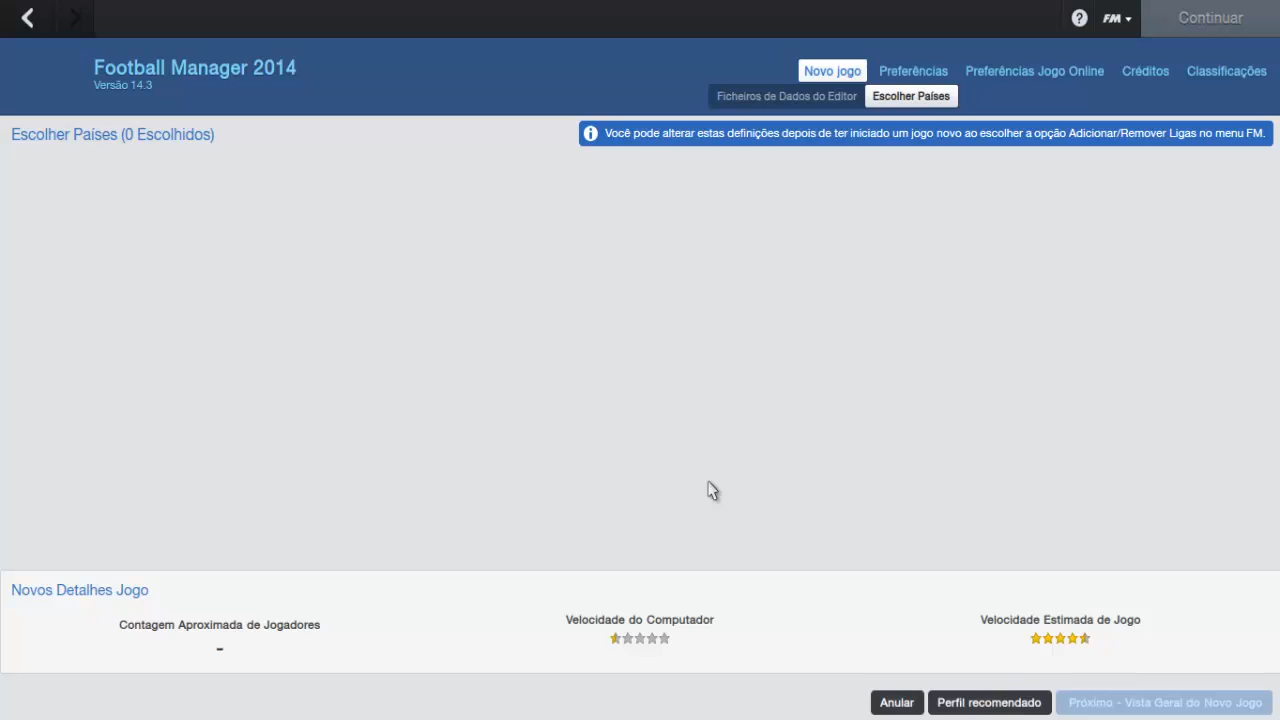 FM
Continuar
Football Manager 2014
Versão 14.3
Novo jogo
Preferências
Preferências Jogo Online
Créditos
Classificações
Ficheiros de Dados do Editor
Escolher Países
Escolher Países (0 Escolhidos)
Você pode alterar estas definições depois de ter iniciado um jogo novo ao escolher a opção Adicionar/Remover Ligas no menu FM.
Novos Detalhes Jogo
Contagem Aproximada de Jogadores
-
Velocidade do Computador
Velocidade Estimada de Jogo
Anular
Perfil recomendado
Próximo - Vista Geral do Novo Jogo